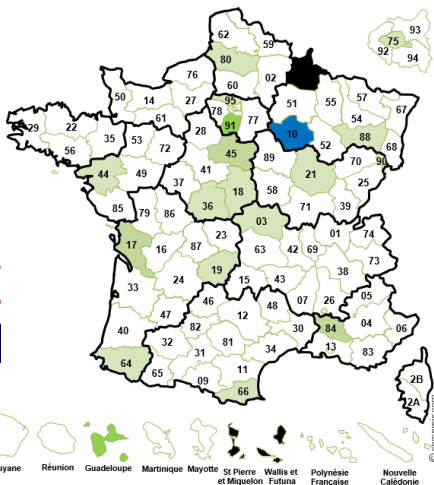 62 59
80
76 02
60
50 14 27 95
61 78 91 77
51 55 57 67
54
10 52 88 68
29 22 35 53 28
56 72 45 89 70 90
44 49 41 21 25
37 18 58
85 79 86 36 71 39
03
17 16 87 23 63 42 69 01 74
19 38 73
33 24 15 43
46 48 07 26 05
47 12 84 04 06
40 82 30
32 31 81 34 13 83
64 65 09 11
66
93
75
92 94
2B
2A
uyane Réunion Guadeloupe Martinique Mayotte St Pierre et Miquelon Wallis et Futuna Polynésie Française Nouvelle Calédonie